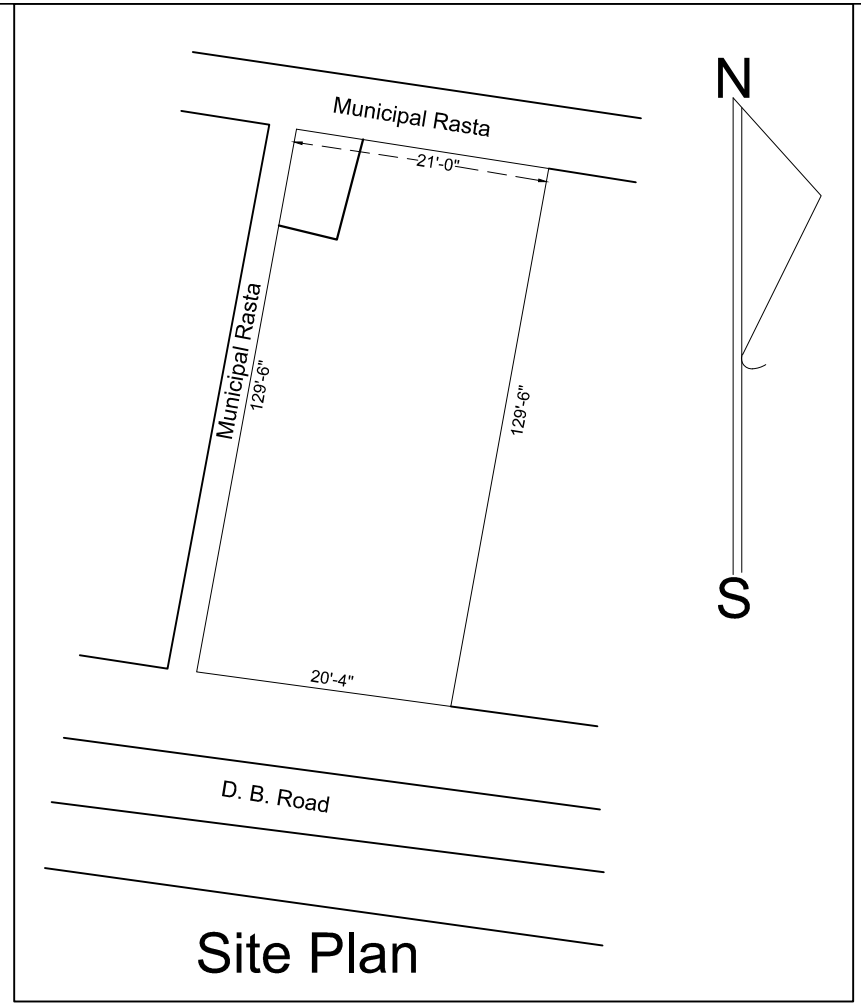 N
Municipal Rasta
21'-0"
Municipal Rasta
129'-6"
129'-6"
S
20'-4"
D. B. Road
Site Plan